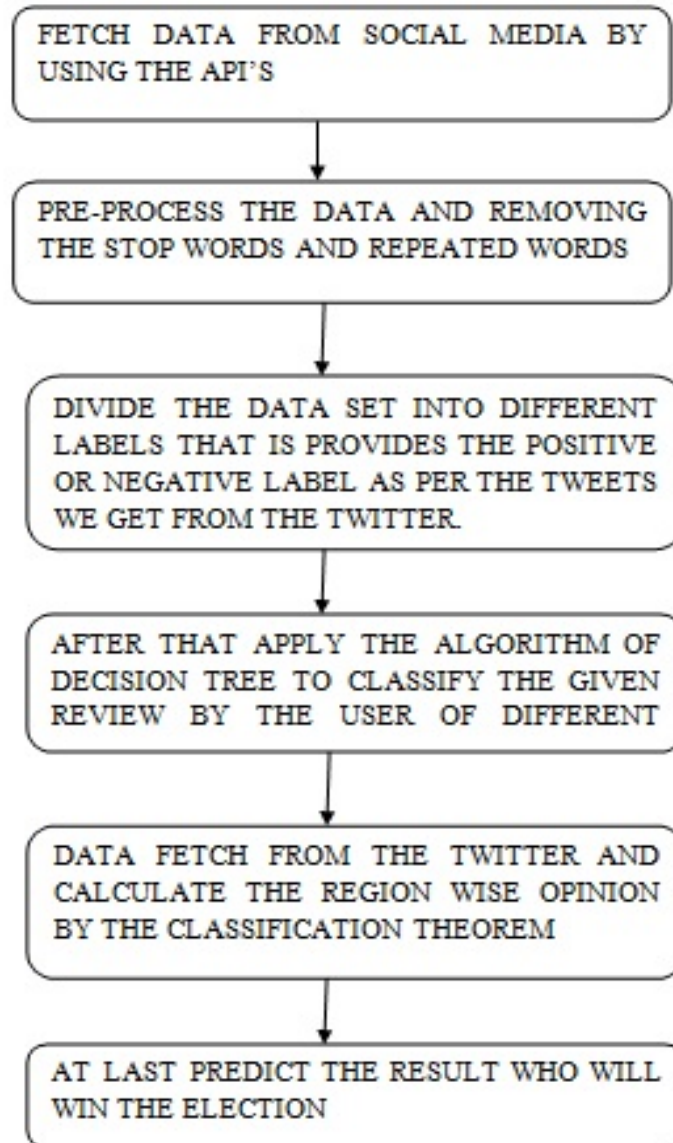 FETCH DATA FROM SOCIAL MEDIA BY
USING THE API'S
PRE-PROCESS THE DATA AND REMOVING
THE STOP WORDS AND REPEATED WORDS
DIVIDE THE DATA SET INTO DIFFERENT
LABELS THAT IS PROVIDES THE POSITIVE
OR NEGATIVE LABEL AS PER THE TWEETS
WE GET FROM THE TWITTER.
AFTER THAT APPLY THE ALGORITHM OF
DECISION TREE TO CLASSIFY THE GIVEN
REVIEW BY THE USER OF DIFFERENT
DATA FETCH FROM THE TWITTER AND
CALCULATE THE REGION WISE OPINION
BY THE CLASSIFICATION THEOREM
AT LAST PREDICT THE RESULT WHO WILL
WIN THE ELECTION